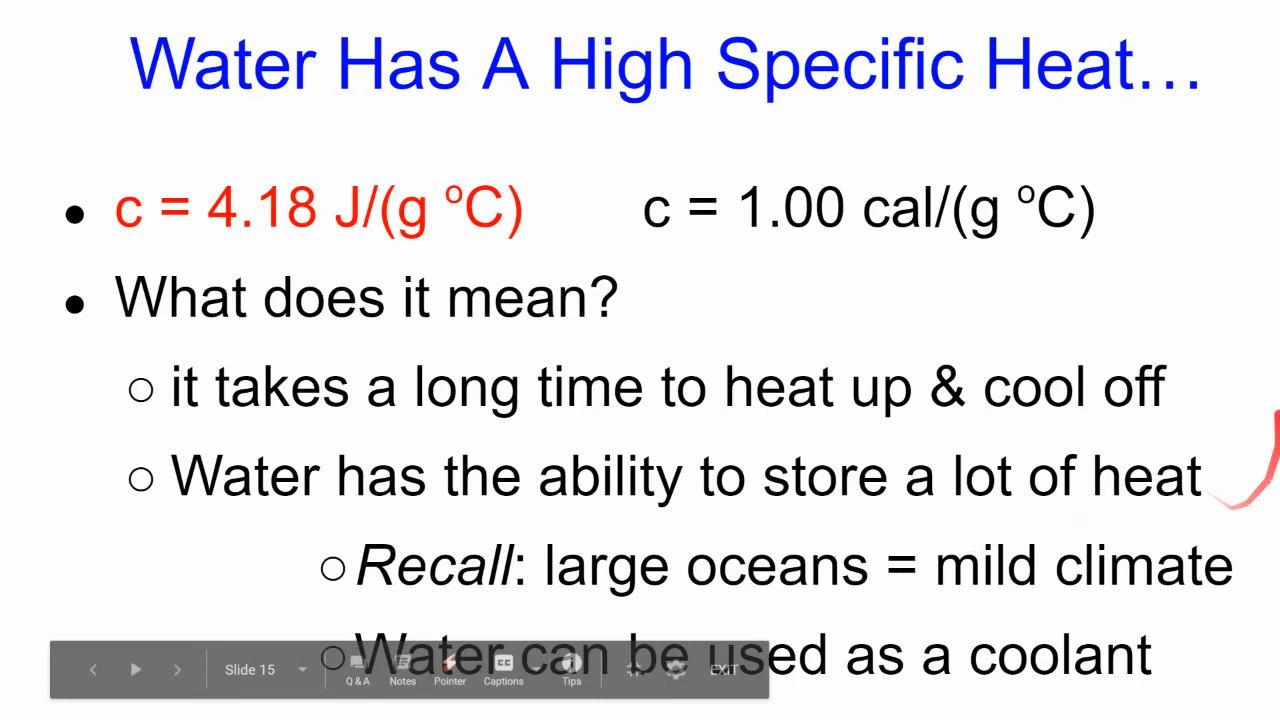 Water Has A High Specific Heat…
● c = 4.18 J/(g ºC) c = 1.00 cal/(g ºC)
● What does it mean?
○ it takes a long time to heat up & cool off
○ Water has the ability to store a lot of heat
○ Recall: large oceans = mild climate
○ Water can be used as a coolant
Slide 15 Q & A Notes Pointer CC Captions Tips EXIT